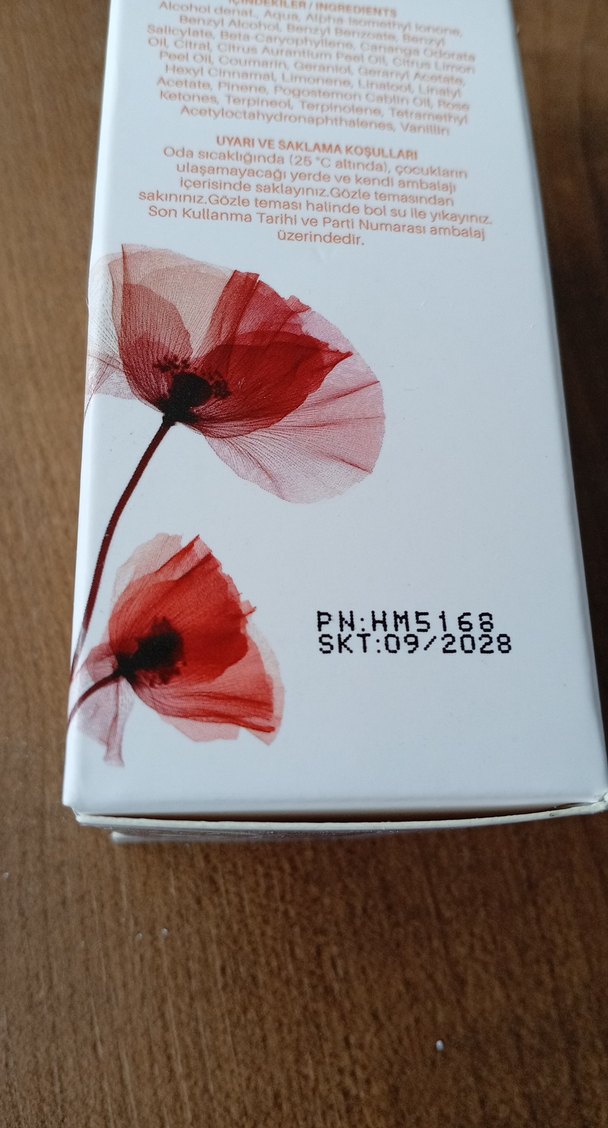 İÇİNDEKİLER / INGREDIENTS
Alcohol denat., Aqua, Alpha Isomethyl Ionone,
Benzyl Alcohol, Benzyl Benzoate, Benzyl
Salicylate, Beta-caryophyllene, Cananga Odorata
Oil, Citral, Citrus Aurantium Peel Oil, Citrus Limon
Peel Oil, Coumarin, Geraniol, Geranyl Acetate,
Hexyl Cinnamal, Limonene, Linalool, Linalyl
Acetate, Pinene, Pogostemon Cablin Oil, Rose
Ketones, Terpineol, Terpinolene, Tetramethyl
Acetyloctahydronaphthalenes, Vanillin
UYARI VE SAKLAMA KOŞULLARI
Oda sıcaklığında (25 °C altında), çocukların
ulaşamayacağı yerde ve kendi ambalajı
içerisinde saklayınız.Gözle temasından
sakınınız.Gözle teması halinde bol su ile yıkayınız.
Son Kullanma Tarihi ve Parti Numarası ambalaj
üzerindedir.
PN:HM5168
SKT:09/2028